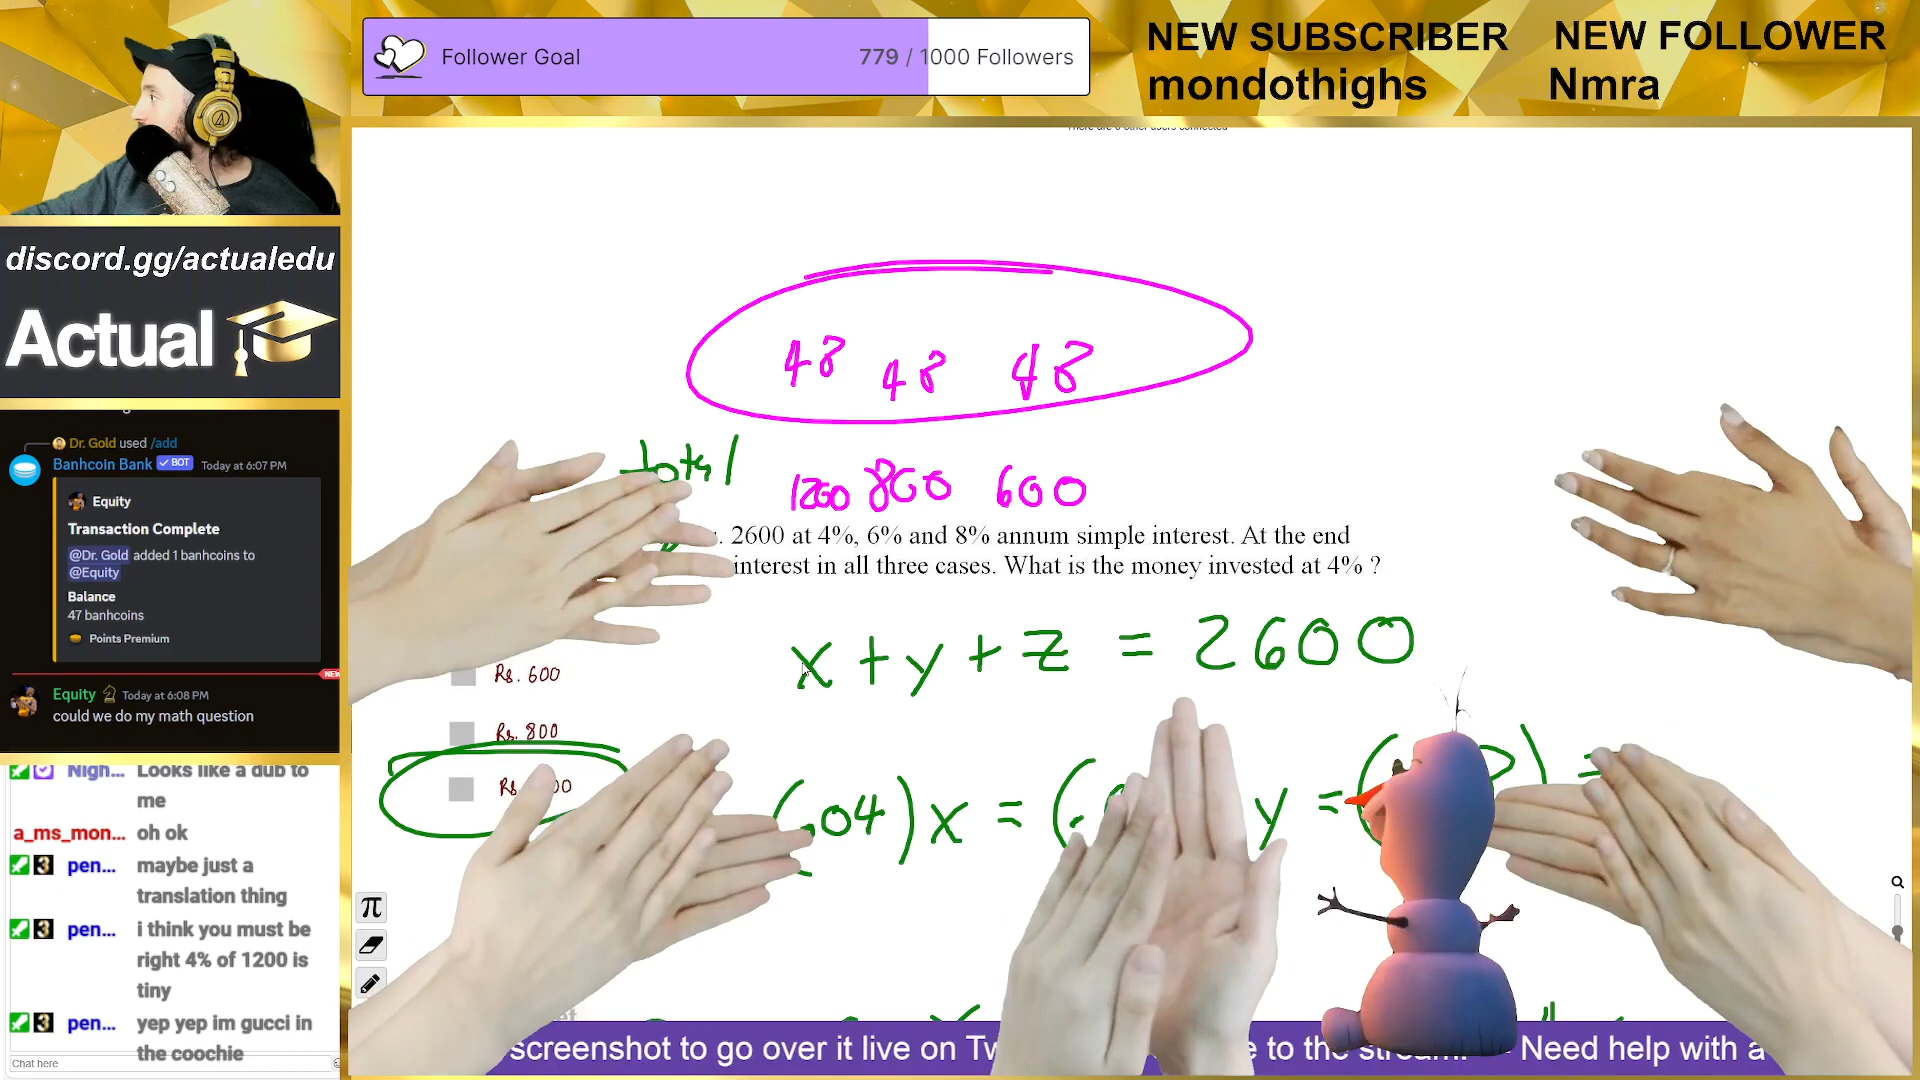 Follower Goal
779 / 1000 Followers
NEW SUBSCRIBER
mondothighs
NEW FOLLOWER
Nmra
discord.gg/actualedu
Actual
Dr. Gold used /add
Banhcoin Bank BOT Today at 6:07 PM
Equity
Transaction Complete
@Dr. Gold added 1 banhcoins to
@Equity
Balance
47 banhcoins
Points Premium
NEW
Equity Today at 6:08 PM
could we do my math question
Nigh... Looks like a dub to
me
a_ms_mon... oh ok
pen... maybe just a
translation thing
pen... i think you must be
right 4% of 1200 is
tiny
pen... yep yep im gucci in
the coochie
Chat here
48 48 48
total
1200 800 600
. 2600 at 4%, 6% and 8% annum simple interest. At the end
interest in all three cases. What is the money invested at 4% ?
x + y + z = 2600
Rs. 600
Rs. 800
(.04) x = y =
π
screenshot to go over it live on Tw
e to the stream!
Need help with a